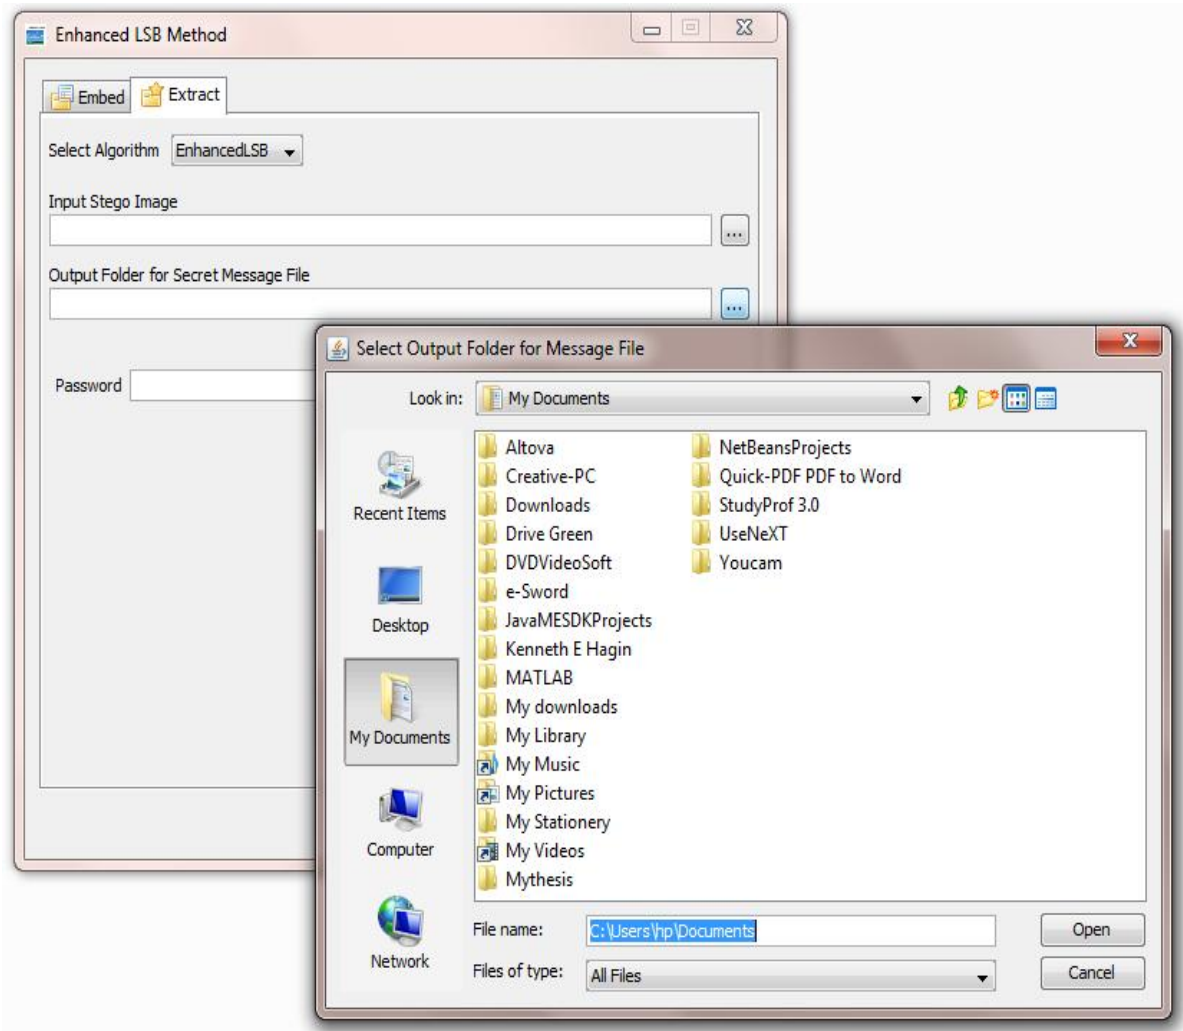 Enhanced LSB Method
Embed
Extract
Select Algorithm
EnhancedLSB
Input Stego Image
...
Output Folder for Secret Message File
...
Password
Select Output Folder for Message File
Look in:
My Documents
Recent Items
Desktop
My Documents
Computer
Network
Altova
Creative-PC
Downloads
Drive Green
DVDVideoSoft
e-Sword
JavaMESDKProjects
Kenneth E Hagin
MATLAB
My downloads
My Library
My Music
My Pictures
My Stationery
My Videos
Mythesis
NetBeansProjects
Quick-PDF PDF to Word
StudyProf 3.0
UseNeXT
Youcam
File name:
C:\Users\hp\Documents
Open
Files of type:
All Files
Cancel